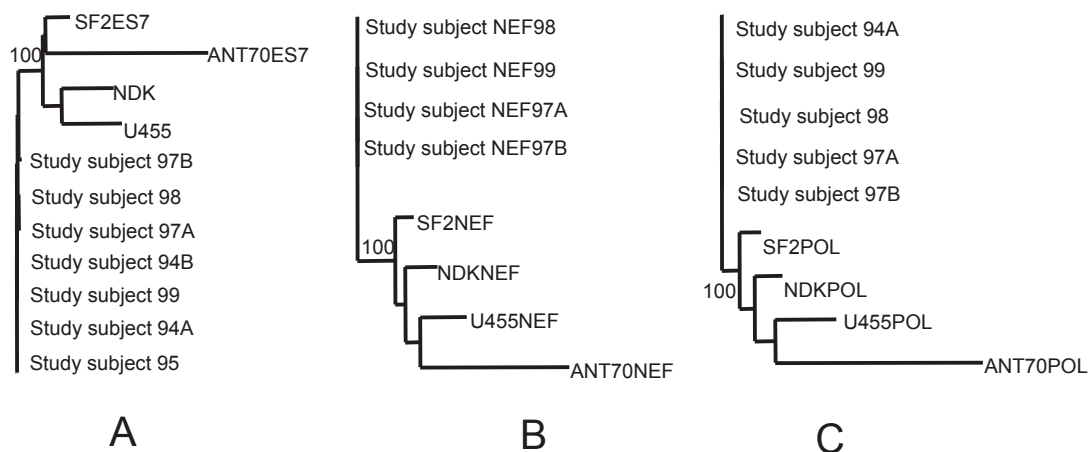 SF2ES7
100
ANT70ES7
NDK
U455
Study subject 97B
Study subject 98
Study subject 97A
Study subject 94B
Study subject 99
Study subject 94A
Study subject 95
A
Study subject NEF98
Study subject NEF99
Study subject NEF97A
Study subject NEF97B
SF2NEF
100
NDKNEF
U455NEF
ANT70NEF
B
Study subject 94A
Study subject 99
Study subject 98
Study subject 97A
Study subject 97B
SF2POL
100
NDKPOL
U455POL
ANT70POL
C